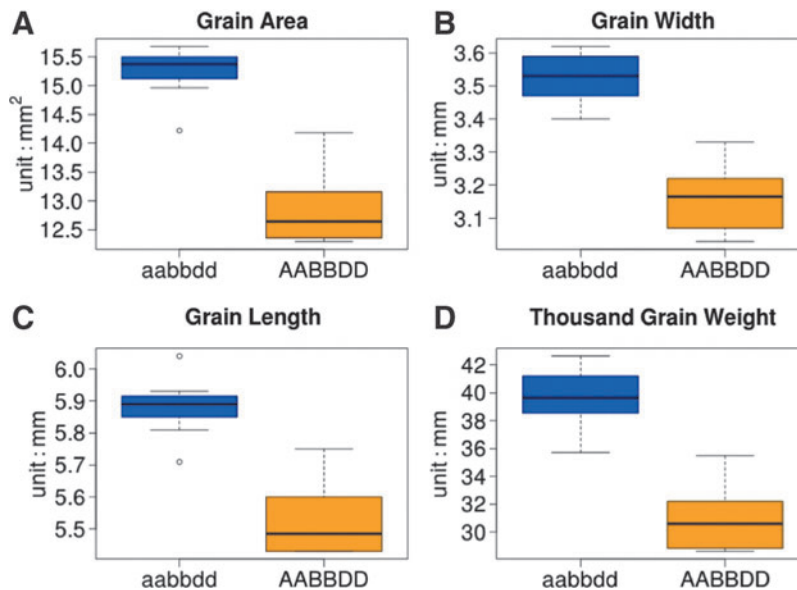 A
Grain Area
unit : mm2
15.5
15.0
14.5
14.0
13.5
13.0
12.5
aabbdd
AABBDD
B
Grain Width
unit : mm
3.6
3.5
3.4
3.3
3.2
3.1
aabbdd
AABBDD
C
Grain Length
unit : mm
6.0
5.9
5.8
5.7
5.6
5.5
aabbdd
AABBDD
D
Thousand Grain Weight
unit : mm
42
40
38
36
34
32
30
aabbdd
AABBDD